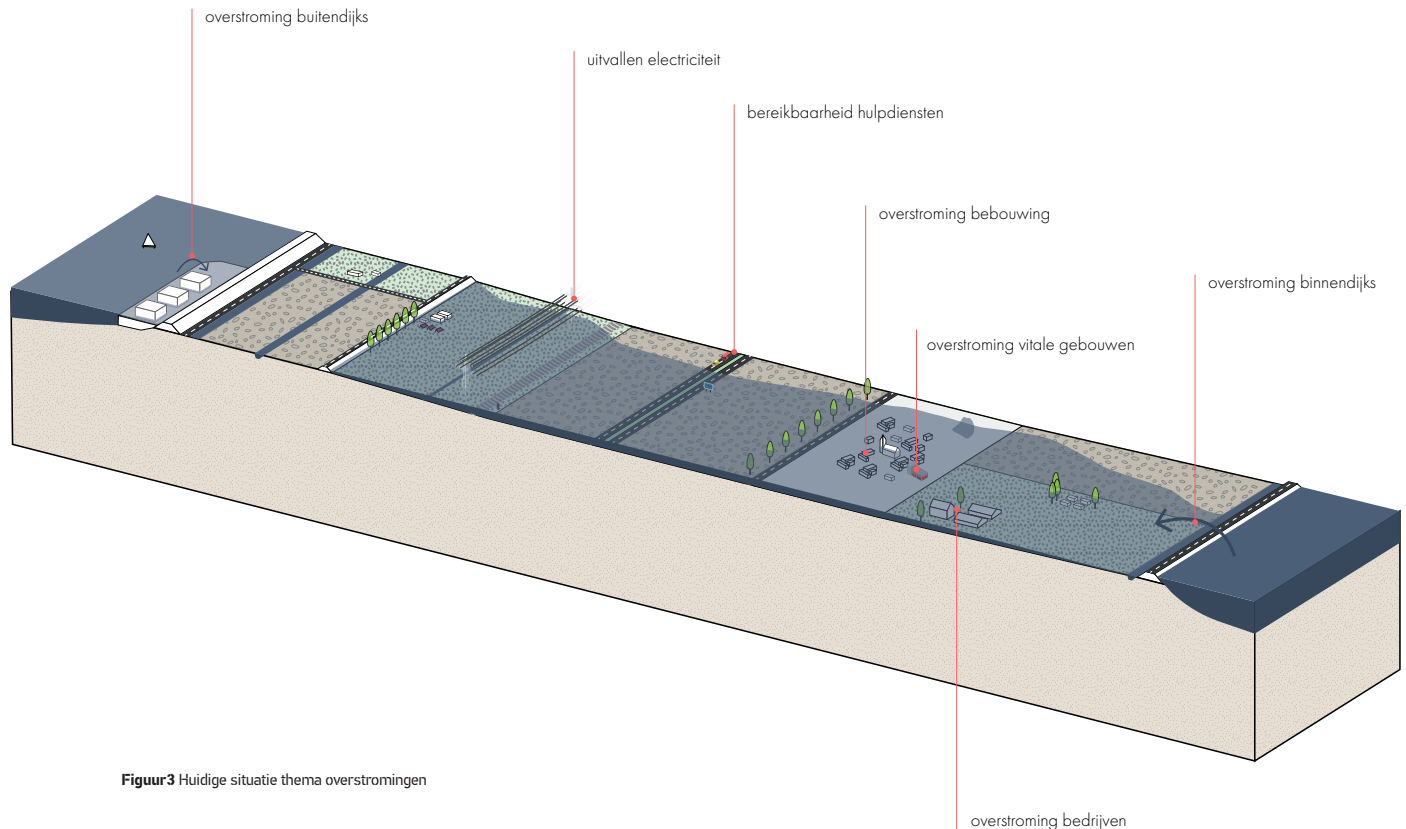 overstroming buitendijks
uitvallen electriciteit
bereikbaarheid hulpdiensten
overstroming bebouwing
overstroming binnendijks
overstroming vitale gebouwen
Figuur3 Huidige situatie thema overstromingen
overstroming bedrijven